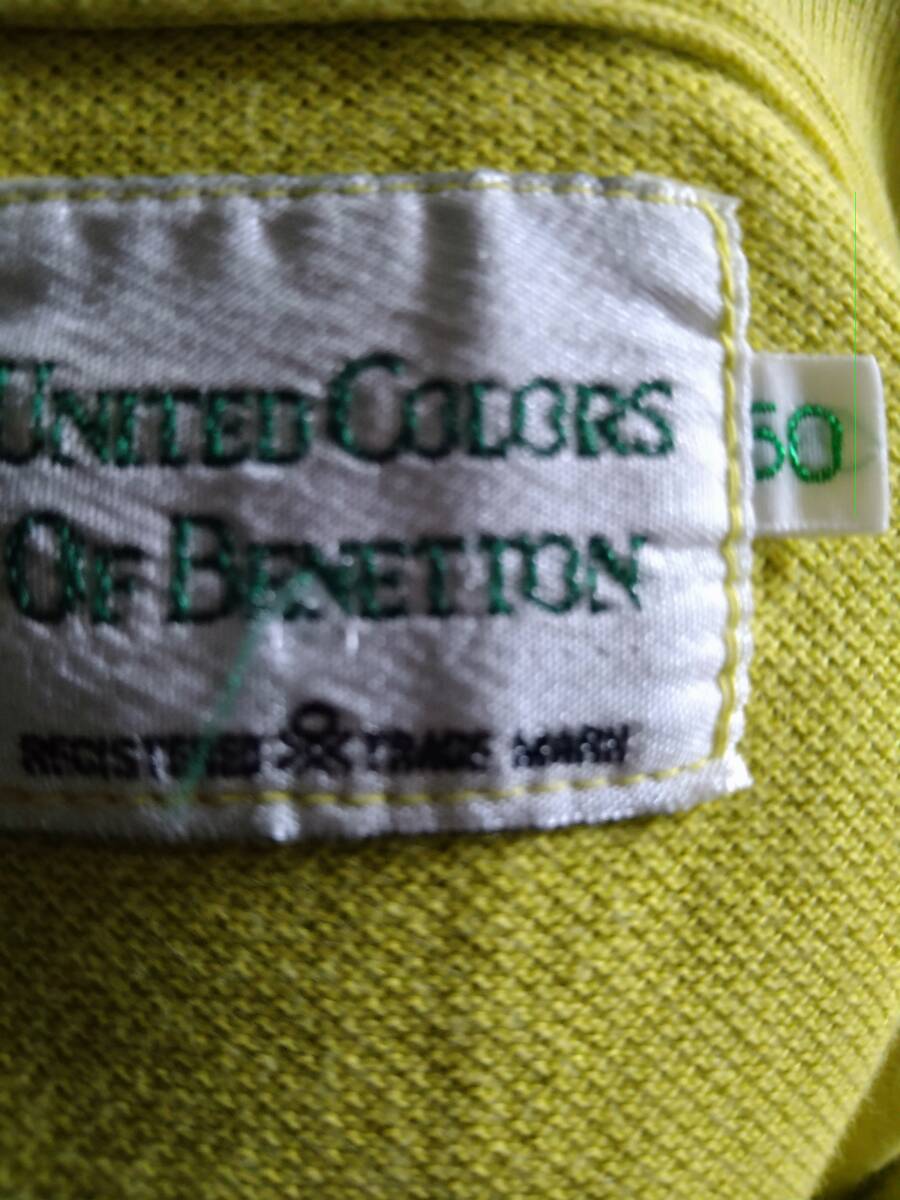 UNITED COLORS
OF BENETTON
REGISTERED TRADE MARK
50